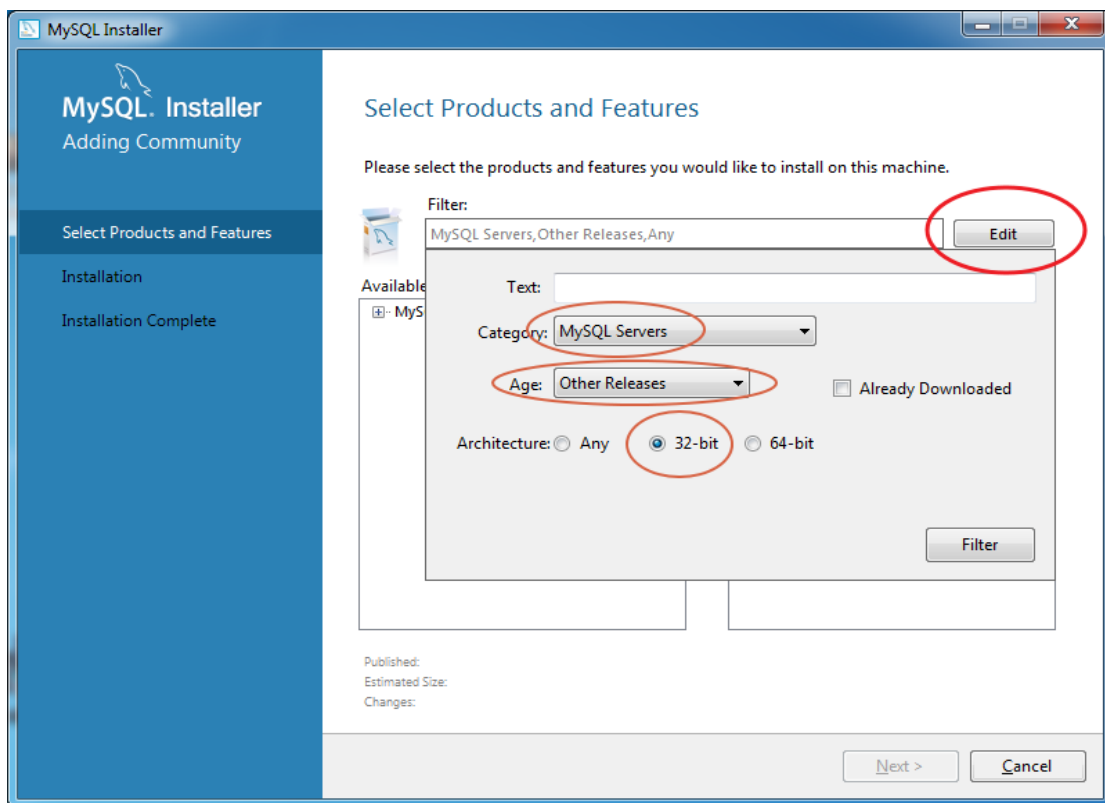 MySQL Installer
MySQL. Installer
Adding Community
Select Products and Features
Installation
Installation Complete
Select Products and Features
Please select the products and features you would like to install on this machine.
Filter:
MySQL Servers,Other Releases,Any
Edit
Available
MyS
Text:
Category: MySQL Servers
Age: Other Releases
Already Downloaded
Architecture: Any 32-bit 64-bit
Filter
Published:
Estimated Size:
Changes:
Next >
Cancel